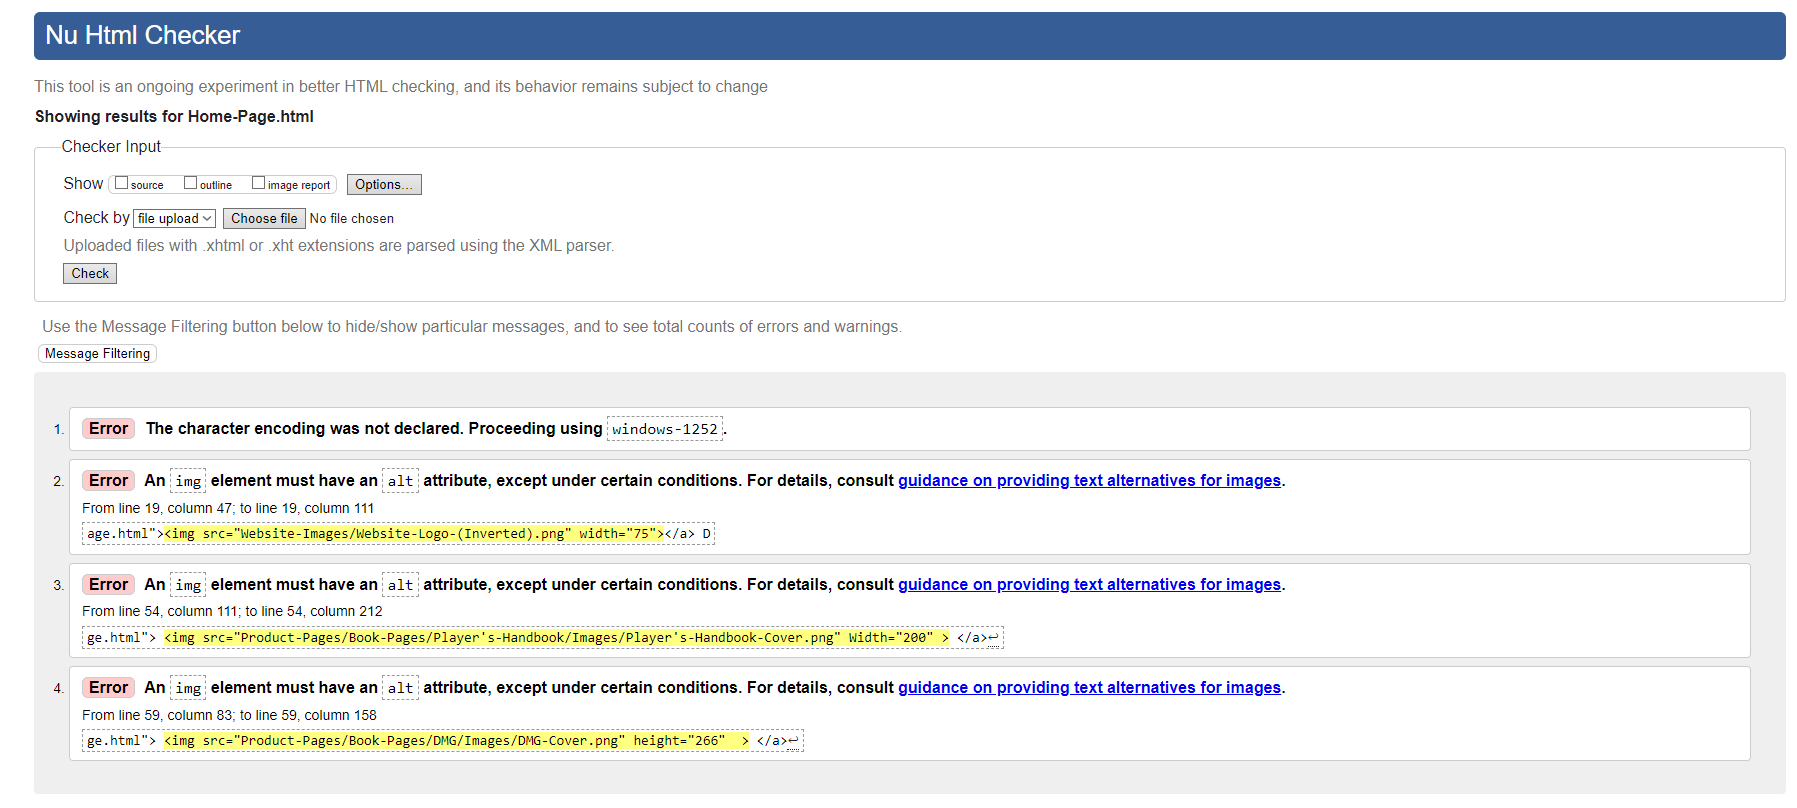 Nu Html Checker
This tool is an ongoing experiment in better HTML checking, and its behavior remains subject to change
Showing results for Home-Page.html
Checker Input
Show source outline image report Options...
Check by file upload Choose file No file chosen
Uploaded files with .xhtml or .xht extensions are parsed using the XML parser.
Check
Use the Message Filtering button below to hide/show particular messages, and to see total counts of errors and warnings.
Message Filtering
1. Error The character encoding was not declared. Proceeding using windows-1252.
2. Error An img element must have an alt attribute, except under certain conditions. For details, consult guidance on providing text alternatives for images.
From line 19, column 47; to line 19, column 111
age.html"><img src="Website-Images/Website-Logo-(Inverted).png" width="75"></a> D
3. Error An img element must have an alt attribute, except under certain conditions. For details, consult guidance on providing text alternatives for images.
From line 54, column 111; to line 54, column 212
ge.html"> <img src="Product-Pages/Book-Pages/Player's-Handbook/Images/Player's-Handbook-Cover.png" Width="200" > </a>↩
4. Error An img element must have an alt attribute, except under certain conditions. For details, consult guidance on providing text alternatives for images.
From line 59, column 83; to line 59, column 158
ge.html"> <img src="Product-Pages/Book-Pages/DMG/Images/DMG-Cover.png" height="266"  > </a>↩